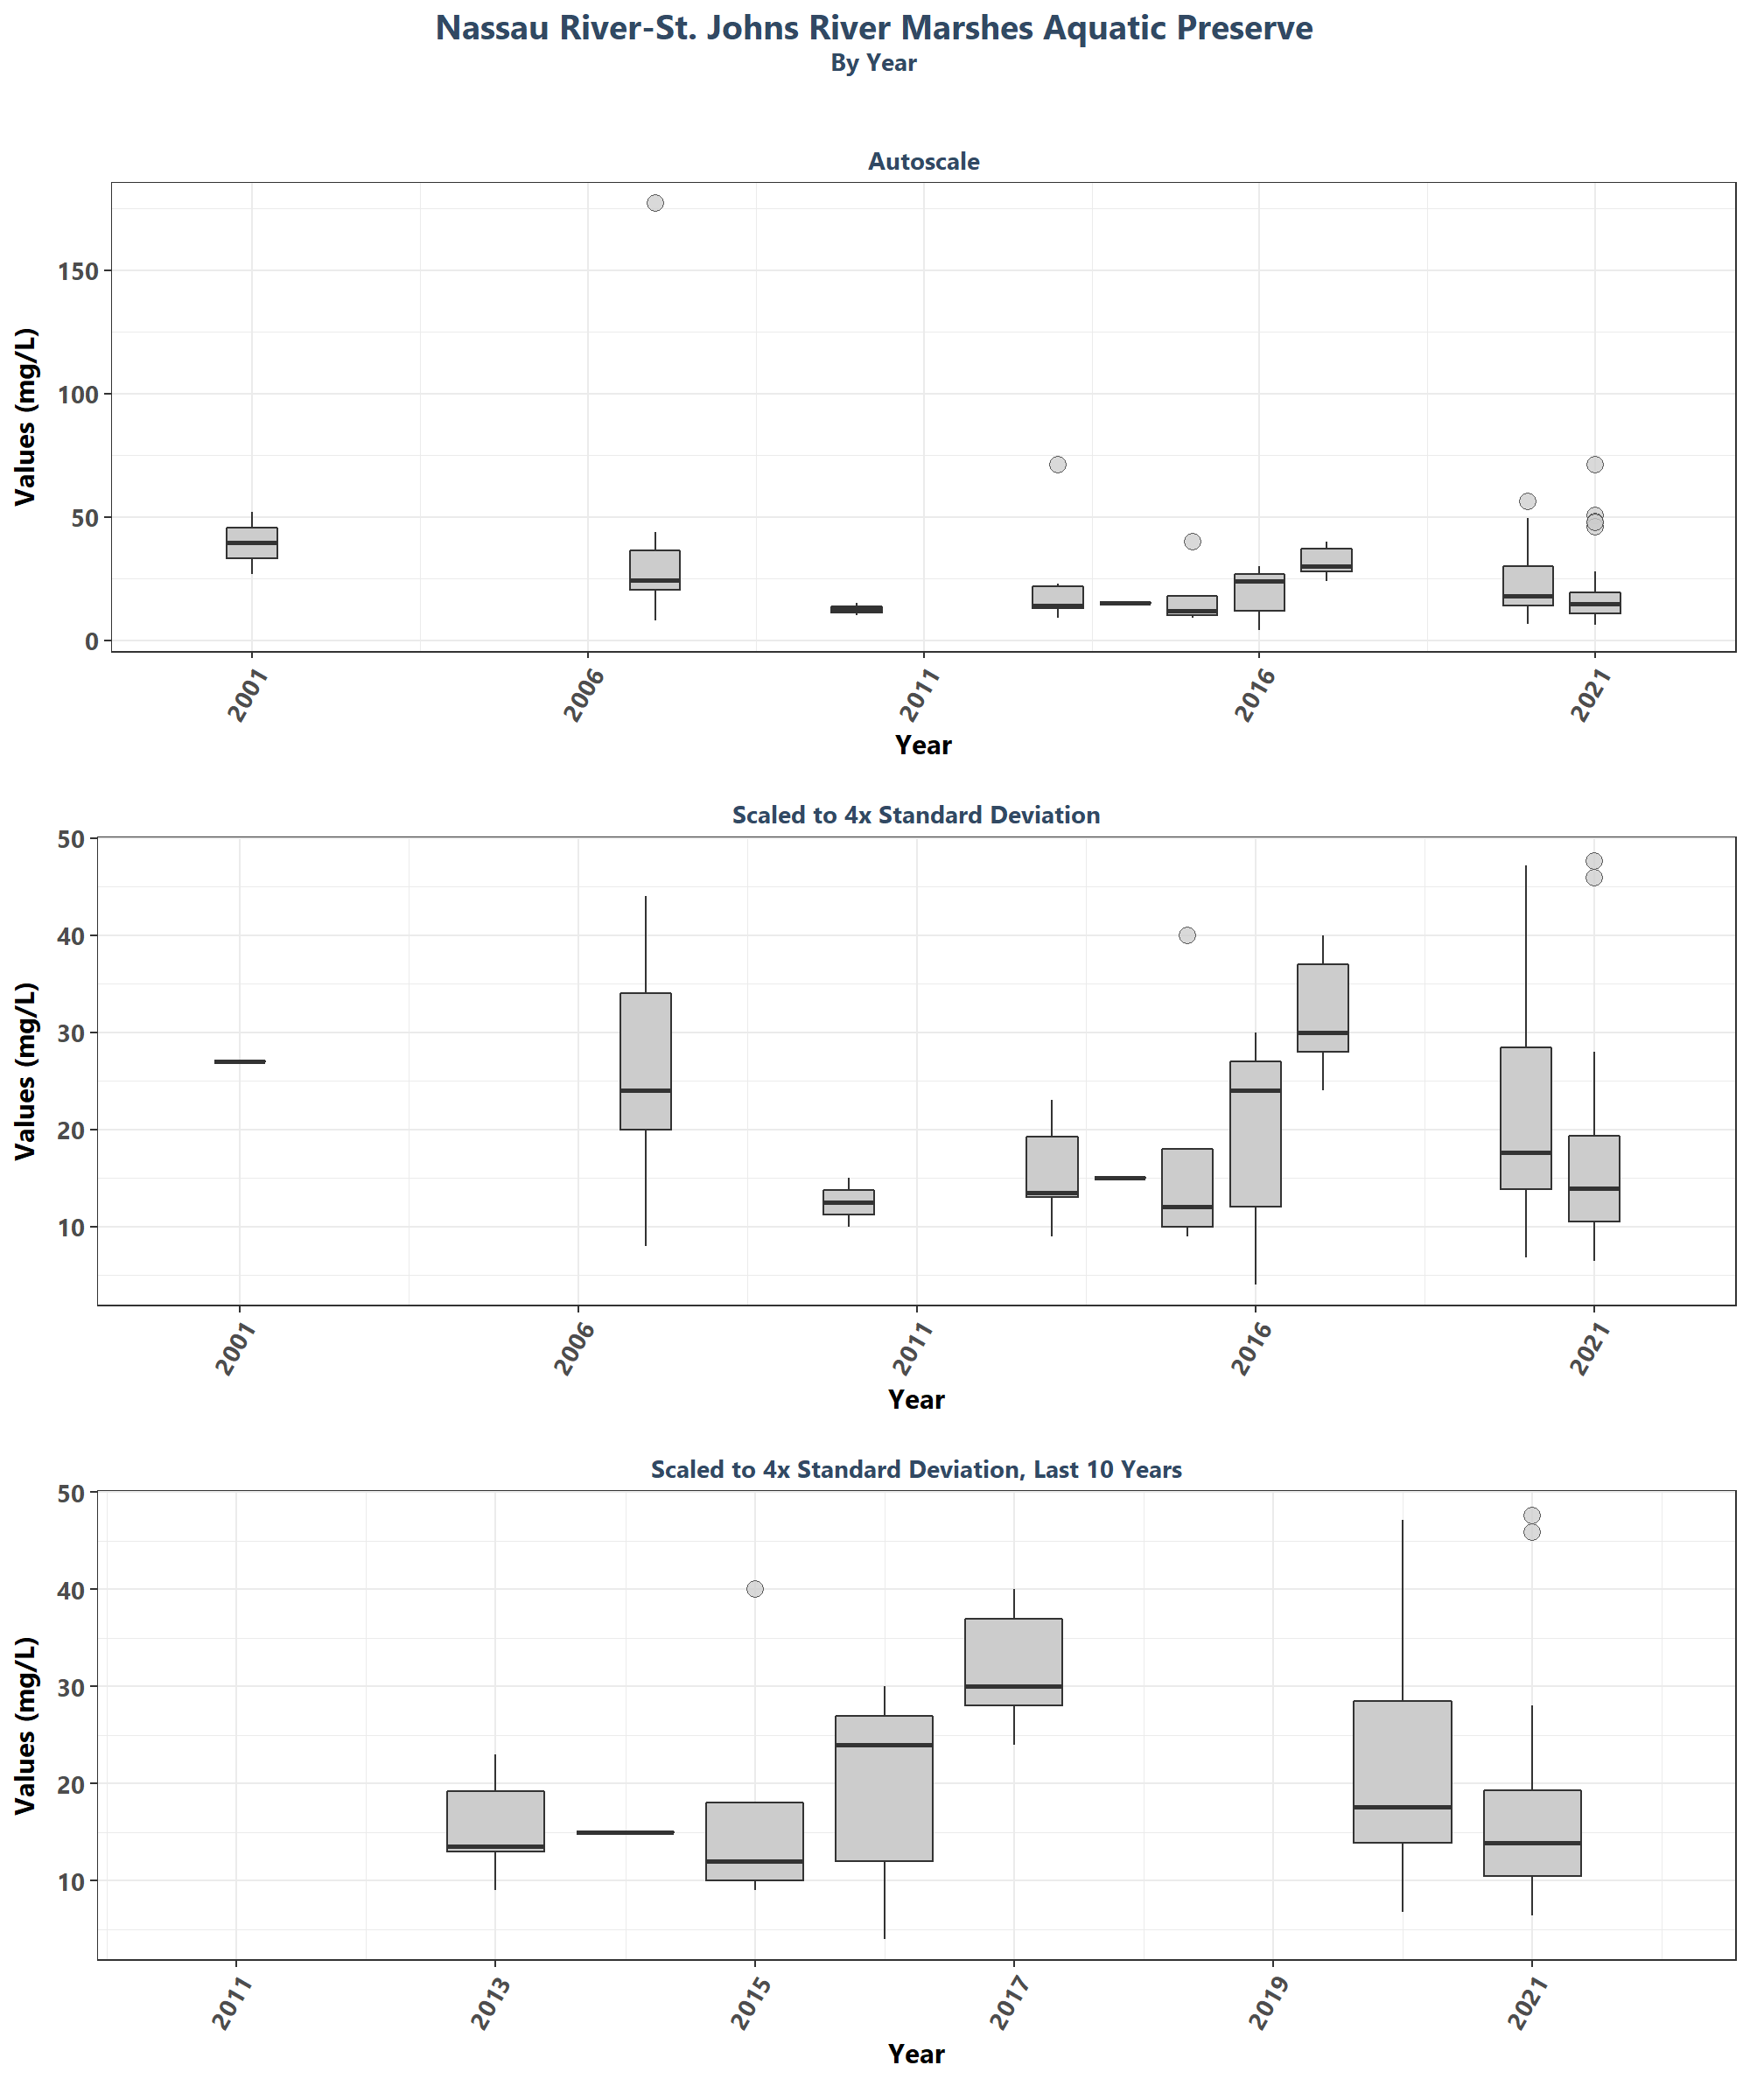 Nassau River-St. Johns River Marshes Aquatic Preserve
By Year
Autoscale
Values (mg/L)
150
100
50
0
2001
2006
2011
2016
2021
Year
Scaled to 4x Standard Deviation
Values (mg/L)
50
40
30
20
10
2001
2006
2011
2016
2021
Year
Scaled to 4x Standard Deviation, Last 10 Years
Values (mg/L)
50
40
30
20
10
2011
2013
2015
2017
2019
2021
Year